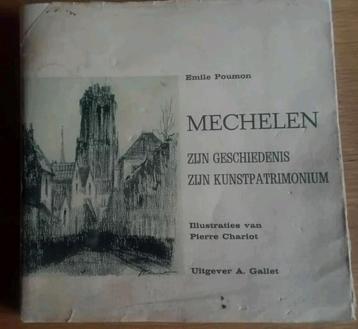 Emile Poumon
MECHELEN
ZIJN GESCHIEDENIS
ZIJN KUNSTPATRIMONIUM
Illustraties van
Pierre Chariot
Uitgever A. Gallet